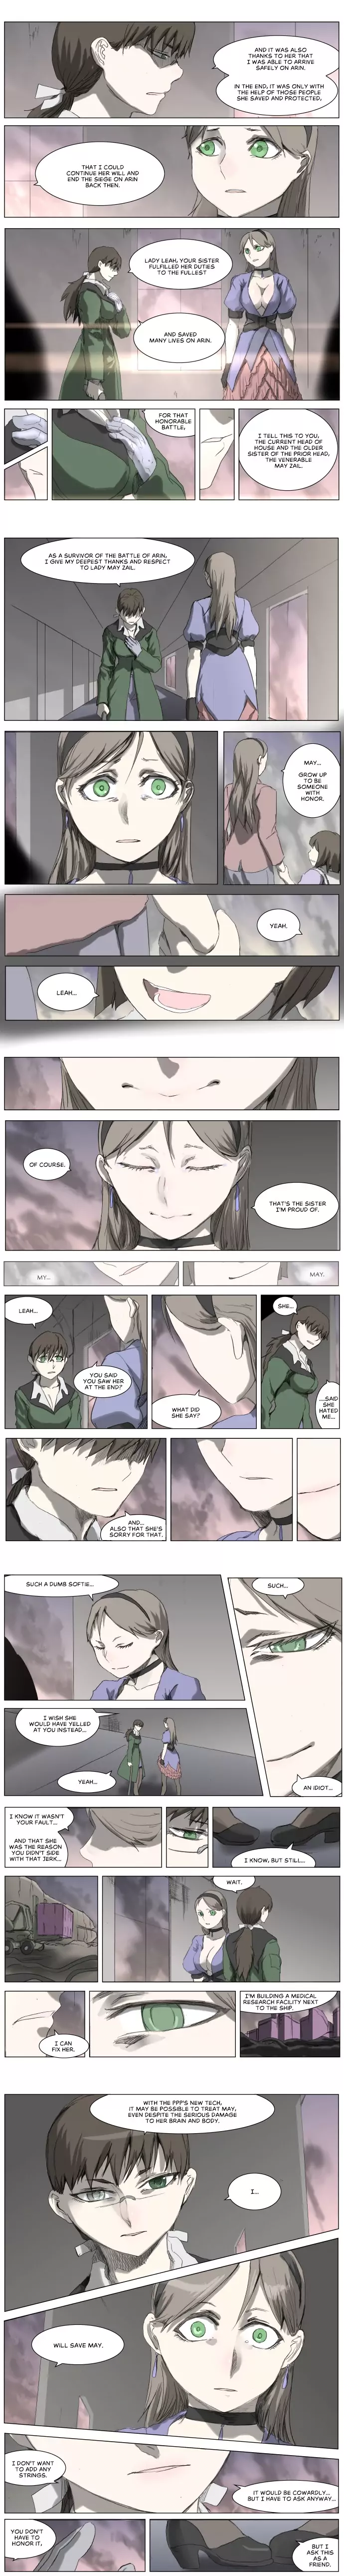 AND IT WAS ALSO
THANKS TO HER THAT
I WAS ABLE TO ARRIVE
SAFELY ON ARIN.
IN THE END, IT WAS ONLY WITH
THE HELP OF THOSE PEOPLE
SHE SAVED AND PROTECTED,
THAT I COULD
CONTINUE HER WILL AND
END THE SIEGE ON ARIN
BACK THEN.
LADY LEAH, YOUR SISTER
FULFILLED HER DUTIES
TO THE FULLEST
AND SAVED
MANY LIVES ON ARIN.
FOR THAT
HONORABLE
BATTLE,
I TELL THIS TO YOU,
THE CURRENT HEAD OF
HOUSE AND THE OLDER
SISTER OF THE PRIOR HEAD,
THE VENERABLE
MAY ZAIL.
AS A SURVIVOR OF THE BATTLE OF ARIN,
I GIVE MY DEEPEST THANKS AND RESPECT
TO LADY MAY ZAIL.
MAY...
GROW UP
TO BE
SOMEONE
WITH
HONOR.
YEAH.
LEAH...
OF COURSE.
THAT'S THE SISTER
I'M PROUD OF.
MY...
MAY.
LEAH...
YOU SAID
YOU SAW HER
AT THE END?
WHAT DID
SHE SAY?
SHE...
...SAID
SHE
HATED
ME...
AND...
ALSO THAT SHE'S
SORRY FOR THAT.
SUCH A DUMB SOFTIE...
SUCH...
AN IDIOT...
I WISH SHE
WOULD HAVE YELLED
AT YOU INSTEAD...
YEAH...
I KNOW IT WASN'T
YOUR FAULT...
AND THAT SHE
WAS THE REASON
YOU DIDN'T SIDE
WITH THAT JERK...
I KNOW, BUT STILL....
WAIT.
I CAN
FIX HER.
I'M BUILDING A MEDICAL
RESEARCH FACILITY NEXT
TO THE SHIP.
WITH THE PPP'S NEW TECH,
IT MAY BE POSSIBLE TO TREAT MAY,
EVEN DESPITE THE SERIOUS DAMAGE
TO HER BRAIN AND BODY.
I...
WILL SAVE MAY.
I DON'T WANT
TO ADD ANY
STRINGS.
IT WOULD BE COWARDLY...
BUT I HAVE TO ASK ANYWAY...
YOU DON'T
HAVE TO
HONOR IT,
BUT I
ASK THIS
AS A
FRIEND.